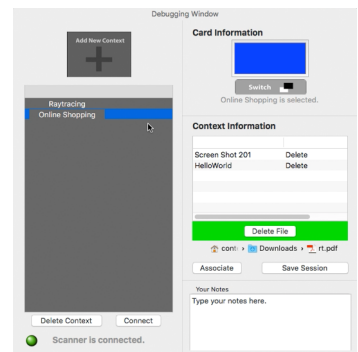 Debugging Window
Add New Context
Raytracing
Online Shopping
Delete Context
Connect
Scanner is connected.
Card Information
Switch
Online Shopping is selected.
Context Information
Screen Shot 201 Delete
HelloWorld Delete
Delete File
conti › Downloads › rt.pdf
Associate
Save Session
Your Notes
Type your notes here.